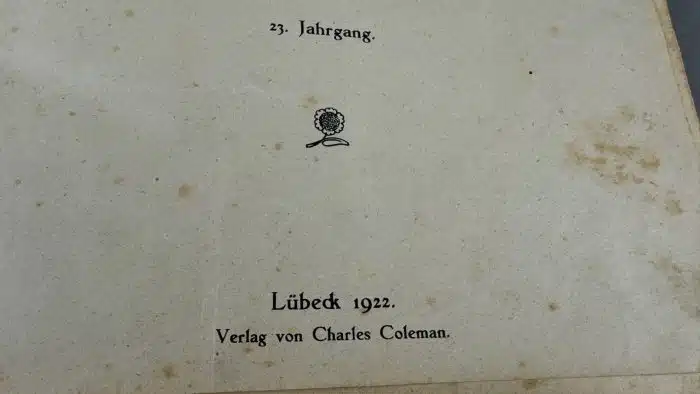 23. Jahrgang.
Lübeck 1922.
Verlag von Charles Coleman.